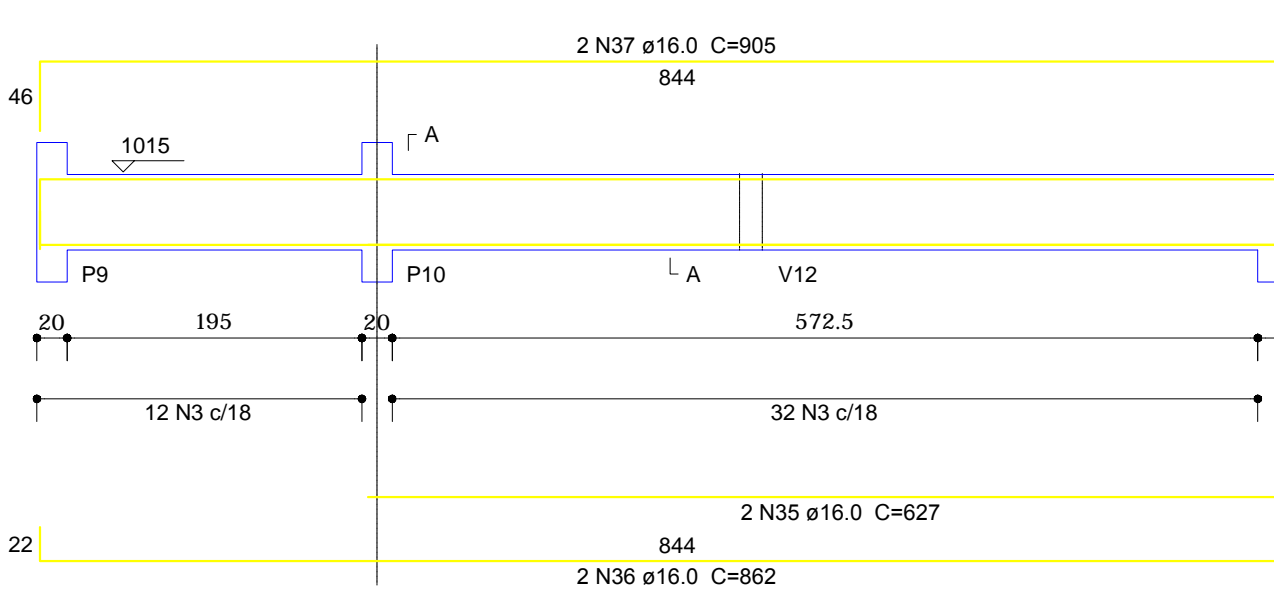 2 N37 ø16.0 C=905
844
46
A
1015
P9
P10
A
V12
20
195
20
572.5
12 N3 c/18
32 N3 c/18
2 N35 ø16.0 C=627
22
844
2 N36 ø16.0 C=862